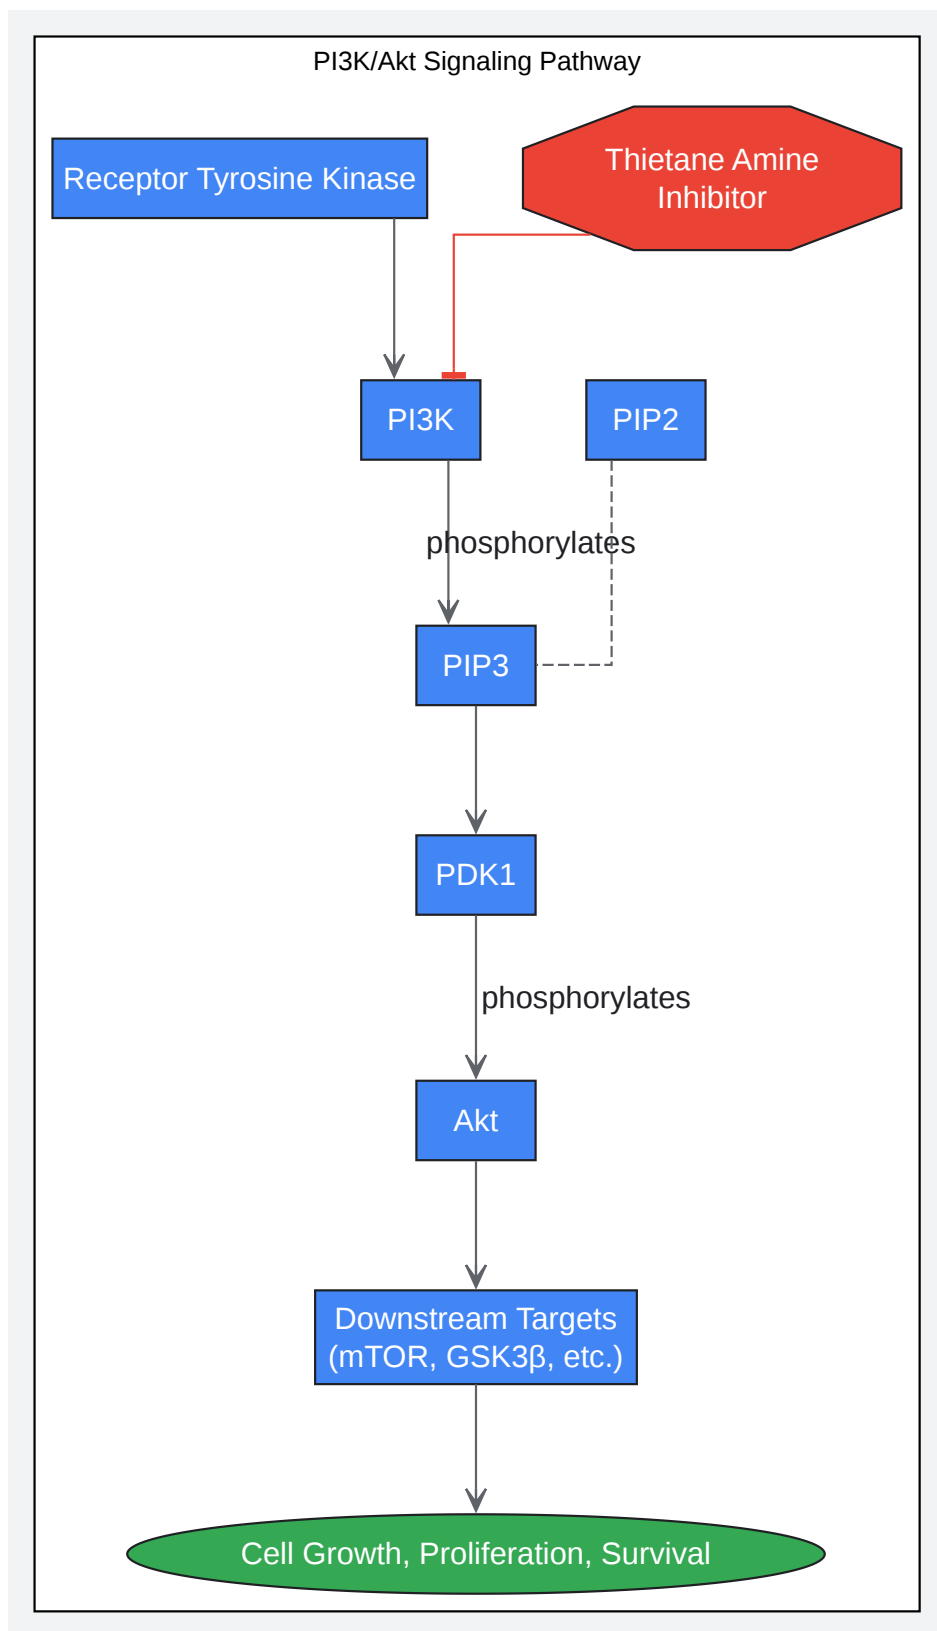 PI3K/Akt Signaling Pathway
Receptor Tyrosine Kinase
Thietane Amine
Inhibitor
PI3K
PIP2
phosphorylates
PIP3
PDK1
phosphorylates
Akt
Downstream Targets
(mTOR, GSK3β, etc.)
Cell Growth, Proliferation, Survival